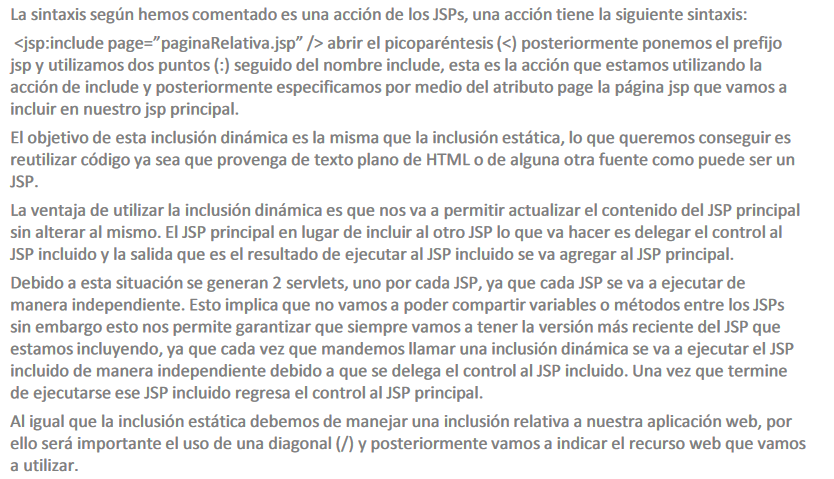 La sintaxis según hemos comentado es una acción de los JSPs, una acción tiene la siguiente sintaxis:
<jsp:include page=”paginaRelativa.jsp” /> abrir el picoparéntesis (<) posteriormente ponemos el prefijo
jsp y utilizamos dos puntos (:) seguido del nombre include, esta es la acción que estamos utilizando la
acción de include y posteriormente especificamos por medio del atributo page la página jsp que vamos a
incluir en nuestro jsp principal.
El objetivo de esta inclusión dinámica es la misma que la inclusión estática, lo que queremos conseguir es
reutilizar código ya sea que provenga de texto plano de HTML o de alguna otra fuente como puede ser un
JSP.
La ventaja de utilizar la inclusión dinámica es que nos va a permitir actualizar el contenido del JSP principal
sin alterar al mismo. El JSP principal en lugar de incluir al otro JSP lo que va hacer es delegar el control al
JSP incluido y la salida que es el resultado de ejecutar al JSP incluido se va agregar al JSP principal.
Debido a esta situación se generan 2 servlets, uno por cada JSP, ya que cada JSP se va a ejecutar de
manera independiente. Esto implica que no vamos a poder compartir variables o métodos entre los JSPs
sin embargo esto nos permite garantizar que siempre vamos a tener la versión más reciente del JSP que
estamos incluyendo, ya que cada vez que mandemos llamar una inclusión dinámica se va a ejecutar el JSP
incluido de manera independiente debido a que se delega el control al JSP incluido. Una vez que termine
de ejecutarse ese JSP incluido regresa el control al JSP principal.
Al igual que la inclusión estática debemos de manejar una inclusión relativa a nuestra aplicación web, por
ello será importante el uso de una diagonal (/) y posteriormente vamos a indicar el recurso web que vamos
a utilizar.